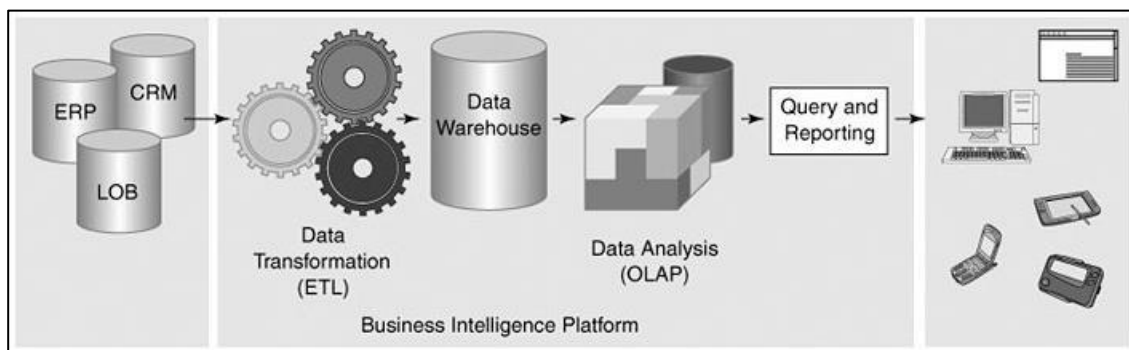 ERP
CRM
LOB
Data
Transformation
(ETL)
Data
Warehouse
Data Analysis
(OLAP)
Query and
Reporting
Business Intelligence Platform